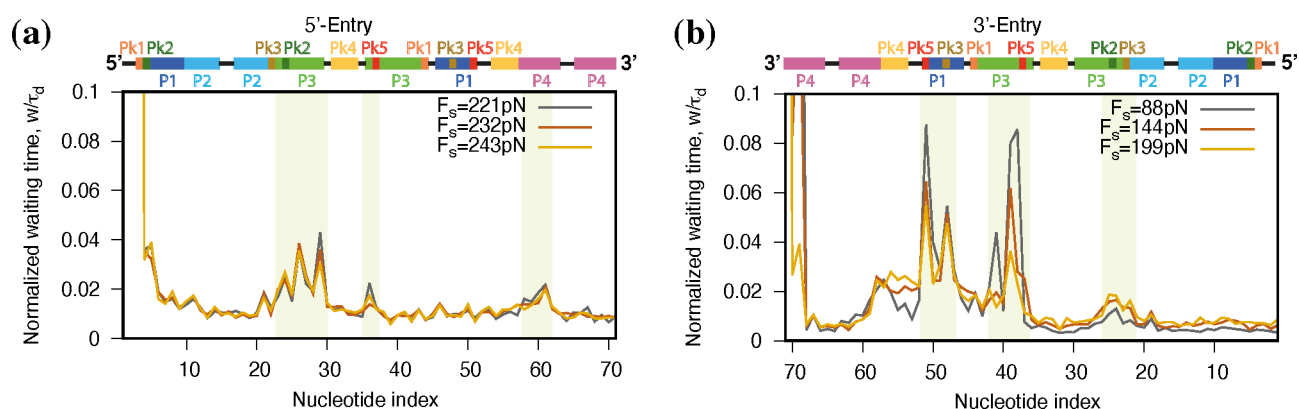 (a)
5'-Entry
Pk1 Pk2 Pk3 Pk2 Pk4 Pk5 Pk1 Pk3 Pk5 Pk4
5' 3'
P1 P2 P2 P3 P3 P1 P4 P4
Normalized waiting time, w/τd
0.1
0.08
0.06
0.04
0.02
0
Fs=221pN
Fs=232pN
Fs=243pN
10 20 30 40 50 60 70
Nucleotide index
(b)
3'-Entry
Pk4 Pk5 Pk3 Pk1 Pk5 Pk4 Pk2 Pk3 Pk2 Pk1
3' 5'
P4 P4 P1 P3 P3 P2 P2 P1
Normalized waiting time, w/τd
0.1
0.08
0.06
0.04
0.02
0
Fs=88pN
Fs=144pN
Fs=199pN
70 60 50 40 30 20 10
Nucleotide index